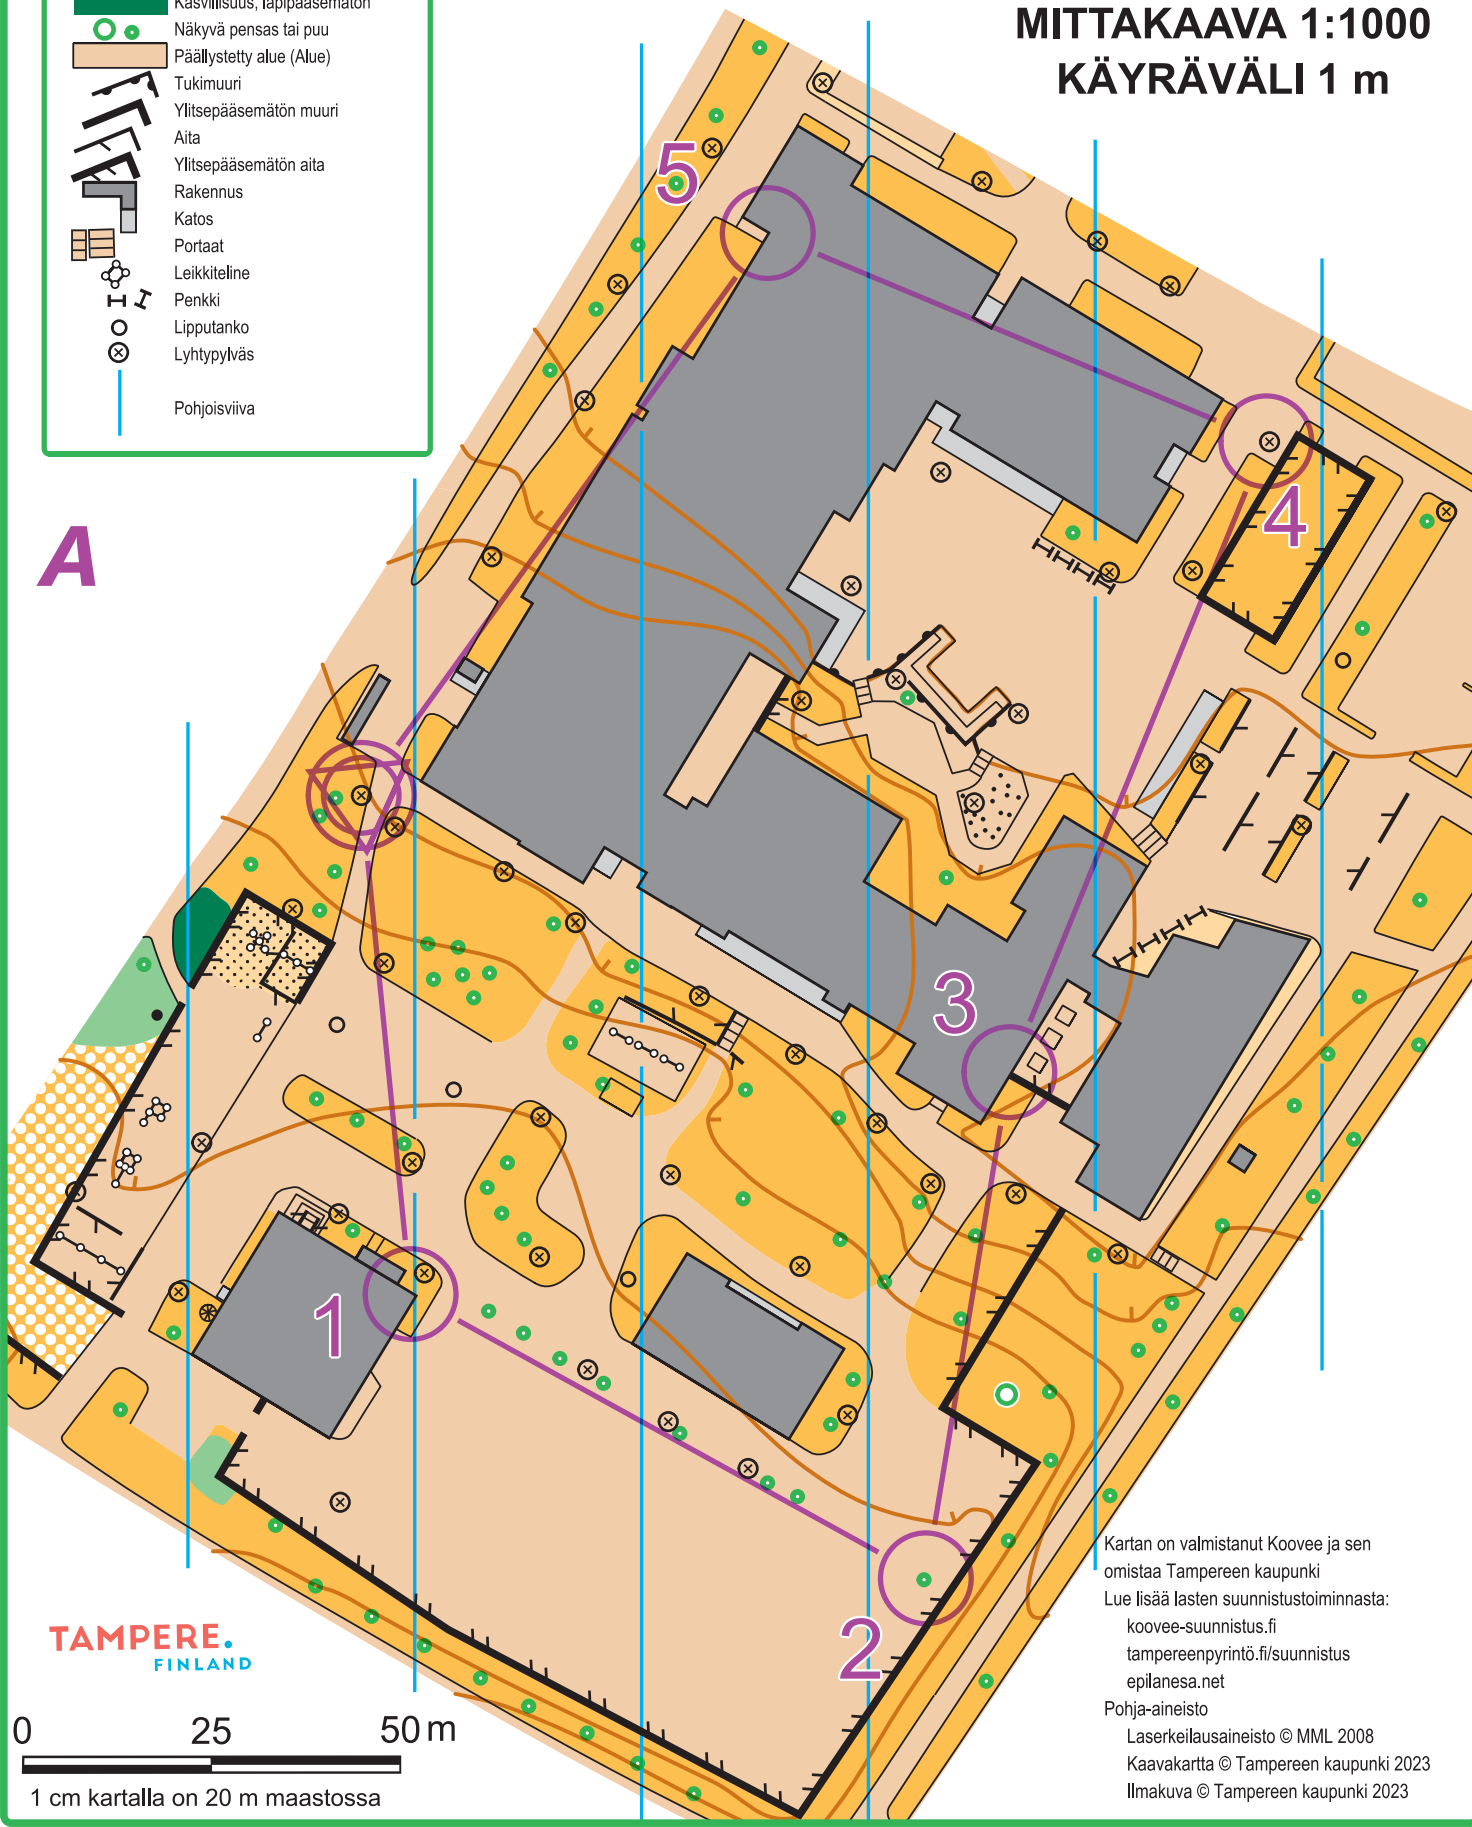 Kasvillisuus, läpipääsemätön
Näkyvä pensas tai puu
Päällystetty alue (Alue)
Tukimuuri
Ylitsepääsemätön muuri
Aita
Ylitsepääsemätön aita
Rakennus
Katos
Portaat
Leikkiteline
Penkki
Lipputanko
Lyhtypylväs
Pohjoisviiva
MITTAKAAVA 1:1000
KÄYRÄVÄLI 1 m
5
4
A
3
1
2
Kartan on valmistanut Koovee ja sen
omistaa Tampereen kaupunki
Lue lisää lasten suunnistustoiminnasta:
koovee-suunnistus.fi
tampereenpyrintö.fi/suunnistus
epilanesa.net
Pohja-aineisto
Laserkeilausaineisto © MML 2008
Kaavakartta © Tampereen kaupunki 2023
Ilmakuva © Tampereen kaupunki 2023
TAMPERE.
FINLAND
0 25 50 m
1 cm kartalla on 20 m maastossa